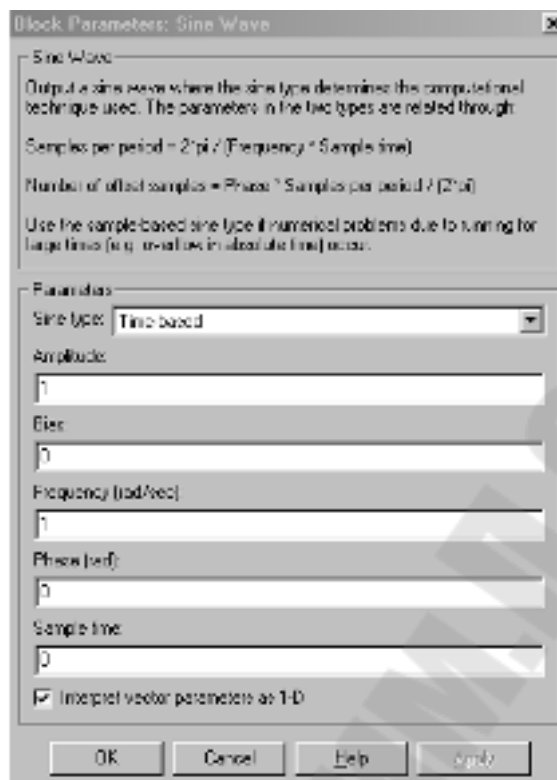 Block Parameters: Sine Wave
Sine Wave
Output a sine wave where the sine type determines the computational
technique used. The parameters in the two types are related through:
Samples per period = 2*pi / (Frequency * Sample time)
Number of offset samples = Phase * Samples per period / (2*pi)
Use the sample-based sine type if numerical problems due to running for
large times (e.g. overflow in absolute time) occur.
Parameters
Sine type: Time based
Amplitude:
1
Bias:
0
Frequency (rad/sec):
1
Phase (rad):
0
Sample time:
0
Interpret vector parameters as 1-D
OK Cancel Help Apply